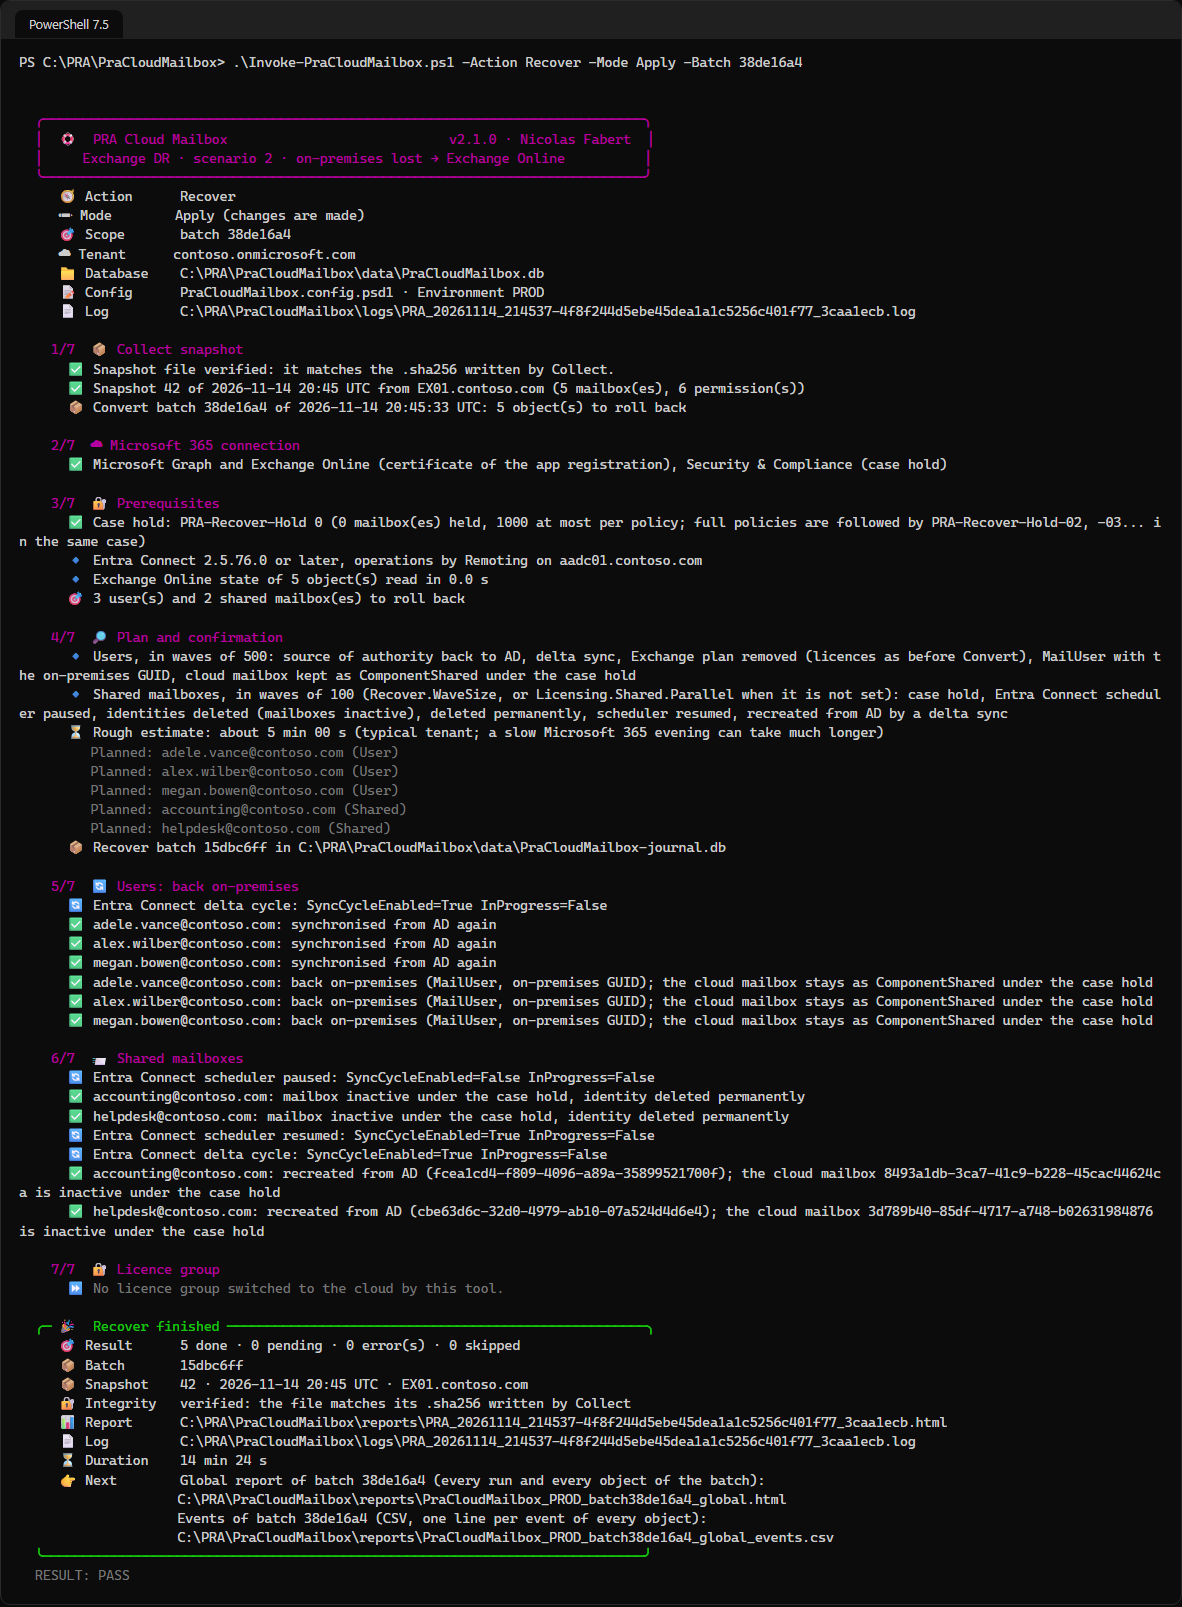 PowerShell 7.5
PS C:\PRA\PraCloudMailbox> .\Invoke-PraCloudMailbox.ps1 -Action Recover -Mode Apply -Batch 38de16a4
PRA Cloud Mailbox v2.1.0 · Nicolas Fabert
Exchange DR · scenario 2 · on-premises lost → Exchange Online
Action Recover
Mode Apply (changes are made)
Scope batch 38de16a4
Tenant contoso.onmicrosoft.com
Database C:\PRA\PraCloudMailbox\data\PraCloudMailbox.db
Config PraCloudMailbox.config.psd1 · Environment PROD
Log C:\PRA\PraCloudMailbox\logs\PRA_20261114_214537-4f8f244d5ebe45dea1a1c5256c401f77_3caa1ecb.log
1/7 Collect snapshot
Snapshot file verified: it matches the .sha256 written by Collect.
Snapshot 42 of 2026-11-14 20:45 UTC from EX01.contoso.com (5 mailbox(es), 6 permission(s))
Convert batch 38de16a4 of 2026-11-14 20:45:33 UTC: 5 object(s) to roll back
2/7 Microsoft 365 connection
Microsoft Graph and Exchange Online (certificate of the app registration), Security & Compliance (case hold)
3/7 Prerequisites
Case hold: PRA-Recover-Hold 0 (0 mailbox(es) held, 1000 at most per policy; full policies are followed by PRA-Recover-Hold-02, -03... i
n the same case)
Entra Connect 2.5.76.0 or later, operations by Remoting on aadc01.contoso.com
Exchange Online state of 5 object(s) read in 0.0 s
3 user(s) and 2 shared mailbox(es) to roll back
4/7 Plan and confirmation
Users, in waves of 500: source of authority back to AD, delta sync, Exchange plan removed (licences as before Convert), MailUser with t
he on-premises GUID, cloud mailbox kept as ComponentShared under the case hold
Shared mailboxes, in waves of 100 (Recover.WaveSize, or Licensing.Shared.Parallel when it is not set): case hold, Entra Connect schedul
er paused, identities deleted (mailboxes inactive), deleted permanently, scheduler resumed, recreated from AD by a delta sync
Rough estimate: about 5 min 00 s (typical tenant; a slow Microsoft 365 evening can take much longer)
Planned: adele.vance@contoso.com (User)
Planned: alex.wilber@contoso.com (User)
Planned: megan.bowen@contoso.com (User)
Planned: accounting@contoso.com (Shared)
Planned: helpdesk@contoso.com (Shared)
Recover batch 15dbc6ff in C:\PRA\PraCloudMailbox\data\PraCloudMailbox-journal.db
5/7 Users: back on-premises
Entra Connect delta cycle: SyncCycleEnabled=True InProgress=False
adele.vance@contoso.com: synchronised from AD again
alex.wilber@contoso.com: synchronised from AD again
megan.bowen@contoso.com: synchronised from AD again
adele.vance@contoso.com: back on-premises (MailUser, on-premises GUID); the cloud mailbox stays as ComponentShared under the case hold
alex.wilber@contoso.com: back on-premises (MailUser, on-premises GUID); the cloud mailbox stays as ComponentShared under the case hold
megan.bowen@contoso.com: back on-premises (MailUser, on-premises GUID); the cloud mailbox stays as ComponentShared under the case hold
6/7 Shared mailboxes
Entra Connect scheduler paused: SyncCycleEnabled=False InProgress=False
accounting@contoso.com: mailbox inactive under the case hold, identity deleted permanently
helpdesk@contoso.com: mailbox inactive under the case hold, identity deleted permanently
Entra Connect scheduler resumed: SyncCycleEnabled=True InProgress=False
Entra Connect delta cycle: SyncCycleEnabled=True InProgress=False
accounting@contoso.com: recreated from AD (fcea1cd4-f809-4096-a89a-35899521700f); the cloud mailbox 8493a1db-3ca7-41c9-b228-45cac44624c
a is inactive under the case hold
helpdesk@contoso.com: recreated from AD (cbe63d6c-32d0-4979-ab10-07a524d4d6e4); the cloud mailbox 3d789b40-85df-4717-a748-b02631984876
is inactive under the case hold
7/7 Licence group
No licence group switched to the cloud by this tool.
Recover finished
Result 5 done · 0 pending · 0 error(s) · 0 skipped
Batch 15dbc6ff
Snapshot 42 · 2026-11-14 20:45 UTC · EX01.contoso.com
Integrity verified: the file matches its .sha256 written by Collect
Report C:\PRA\PraCloudMailbox\reports\PRA_20261114_214537-4f8f244d5ebe45dea1a1c5256c401f77_3caa1ecb.html
Log C:\PRA\PraCloudMailbox\logs\PRA_20261114_214537-4f8f244d5ebe45dea1a1c5256c401f77_3caa1ecb.log
Duration 14 min 24 s
Next Global report of batch 38de16a4 (every run and every object of the batch):
C:\PRA\PraCloudMailbox\reports\PraCloudMailbox_PROD_batch38de16a4_global.html
Events of batch 38de16a4 (CSV, one line per event of every object):
C:\PRA\PraCloudMailbox\reports\PraCloudMailbox_PROD_batch38de16a4_global_events.csv
RESULT: PASS